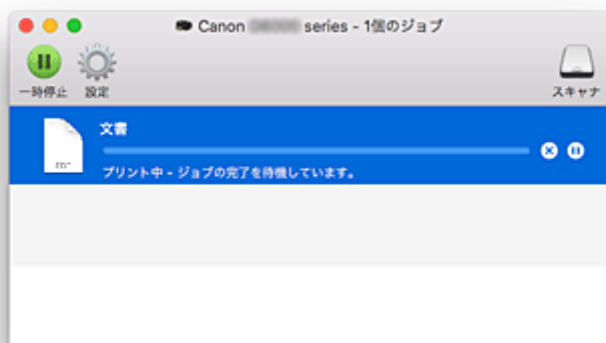 Canon series - 1個のジョブ
一時停止 設定 スキャナ
文書
プリント中 - ジョブの完了を待機しています。